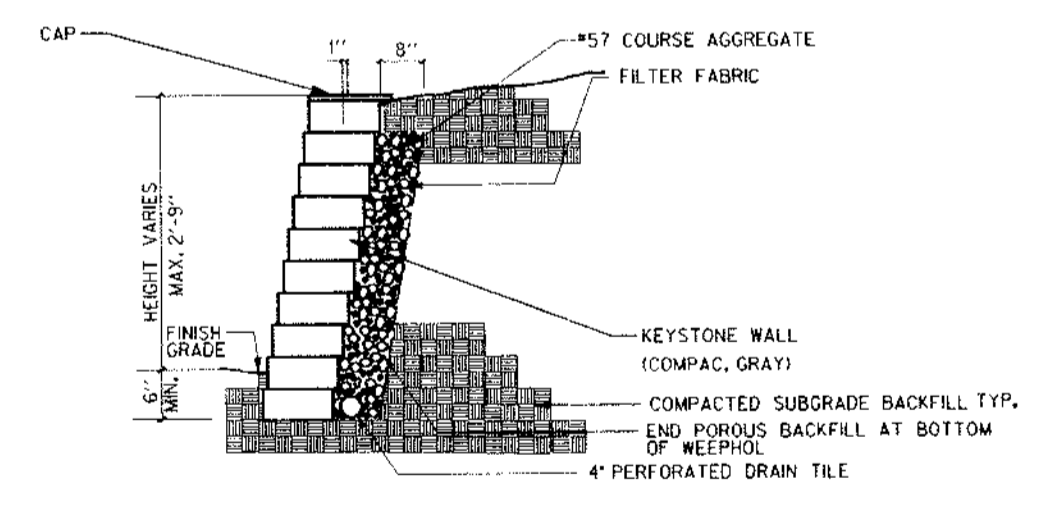 CAP
1"
8"
#57 COURSE AGGREGATE
FILTER FABRIC
HEIGHT VARIES
MAX. 2'-9"
FINISH
GRADE
6"
MIN.
KEYSTONE WALL
(COMPAC, GRAY)
COMPACTED SUBGRADE BACKFILL TYP.
END POROUS BACKFILL AT BOTTOM
OF WEEPHOL
4" PERFORATED DRAIN TILE